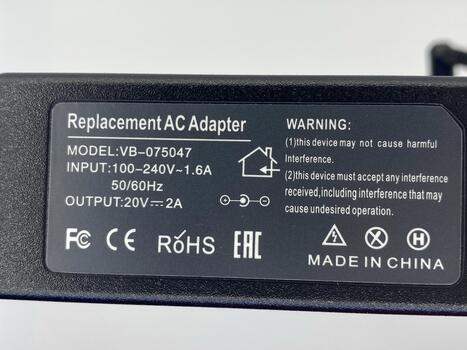 Replacement AC Adapter
MODEL:VB-075047
INPUT:100-240V~1.6A
50/60Hz
OUTPUT:20V⎓2A
FC CE RoHS EAC
WARNING:
(1)this device may not cause harmful
Interference.
(2)this device must accept any interference
received,including interference that may
cause undesired operation.
H
MADE IN CHINA